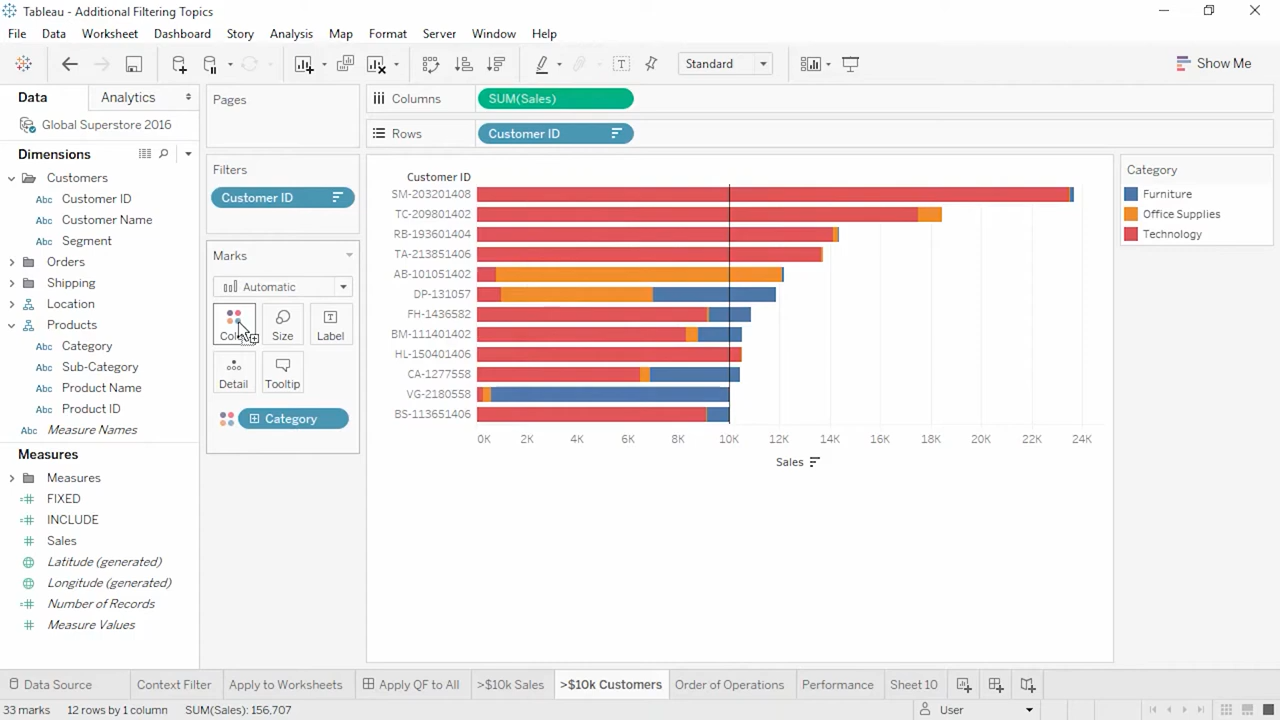 Tableau - Additional Filtering Topics
File Data Worksheet Dashboard Story Analysis Map Format Server Window Help
Standard
Show Me
Data Analytics
Global Superstore 2016
Dimensions
Customers
Abc Customer ID
Abc Customer Name
Abc Segment
Orders
Shipping
Location
Products
Abc Category
Abc Sub-Category
Abc Product Name
Abc Product ID
Abc Measure Names
Measures
Measures
FIXED
INCLUDE
Sales
Latitude (generated)
Longitude (generated)
Number of Records
Measure Values
Pages
Filters
Customer ID
Marks
Automatic
Size
T Label
Detail
Tooltip
Category
Columns SUM(Sales)
Rows Customer ID
Customer ID
SM-203201408
TC-209801402
RB-193601404
TA-213851406
AB-101051402
DP-131057
FH-1436582
BM-111401402
HL-150401406
CA-1277558
VG-2180558
BS-113651406
0K 2K 4K 6K 8K 10K 12K 14K 16K 18K 20K 22K 24K
Sales
Category
Furniture
Office Supplies
Technology
Data Source Context Filter Apply to Worksheets Apply QF to All >$10k Sales >$10k Customers Order of Operations Performance Sheet 10
33 marks 12 rows by 1 column SUM(Sales): 156,707 User